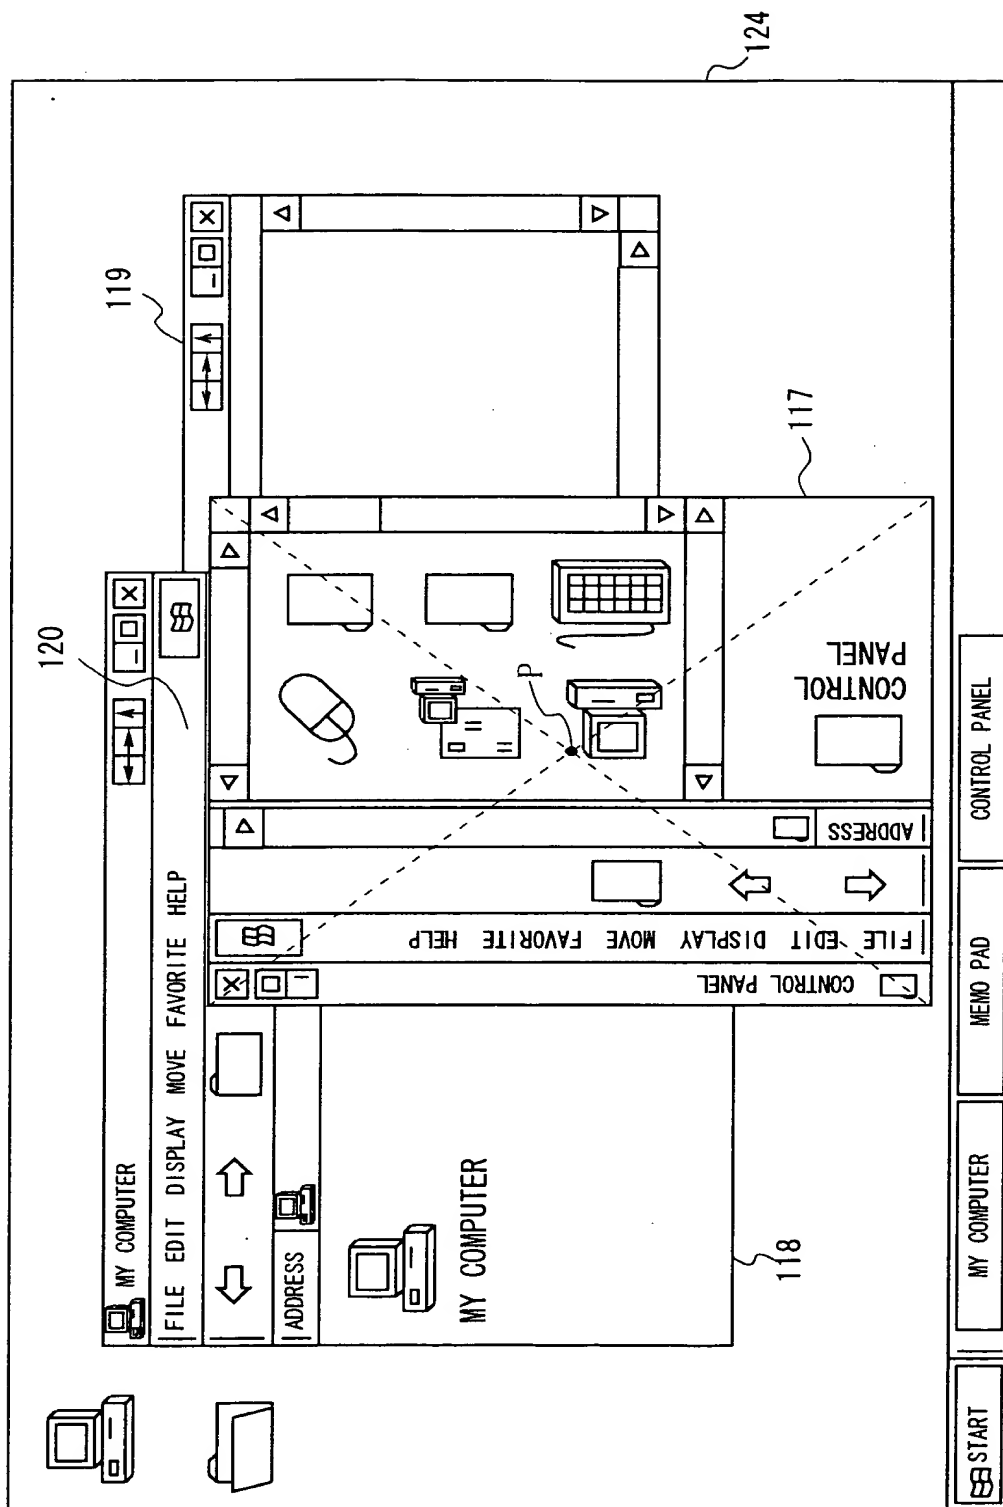 124
119
120
MY COMPUTER
FILE EDIT DISPLAY MOVE FAVORITE HELP
ADDRESS
MY COMPUTER
118
CONTROL PANEL
FILE EDIT DISPLAY MOVE FAVORITE HELP
ADDRESS
P
CONTROL
PANEL
117
START
MY COMPUTER
MEMO PAD
CONTROL PANEL